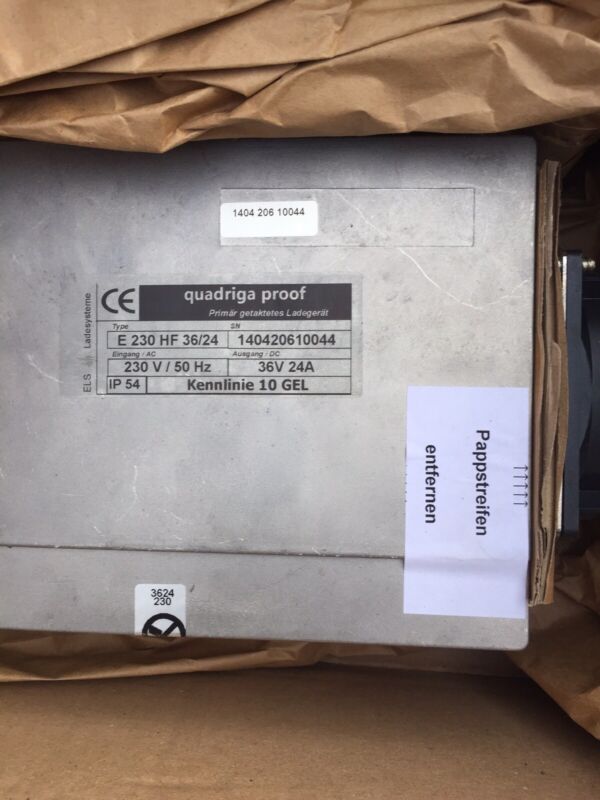 1404 206 10044
ELS Ladesysteme
CE quadriga proof
Primär getaktetes Ladegerät
Type SN
E 230 HF 36/24 140420610044
Eingang / AC Ausgang / DC
230 V / 50 Hz 36V 24A
IP 54 Kennlinie 10 GEL
Pappstreifen
entfernen
↑↑↑↑↑
3624
230